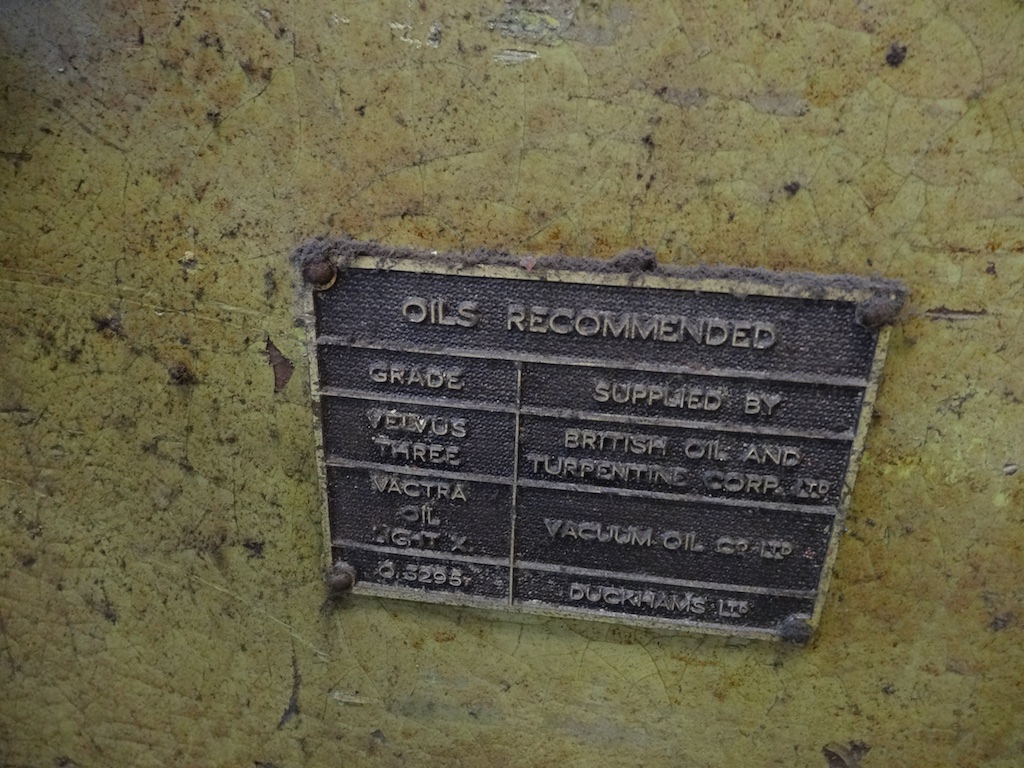 OILS RECOMMENDED
GRADE
SUPPLIED BY
VELVUS
THREE
BRITISH OIL AND
TURPENTINE CORP. LTD
VACTRA
OIL
LIGHT X
VACUUM OIL CO LTD
O.3295
DUCKHAMS LTD